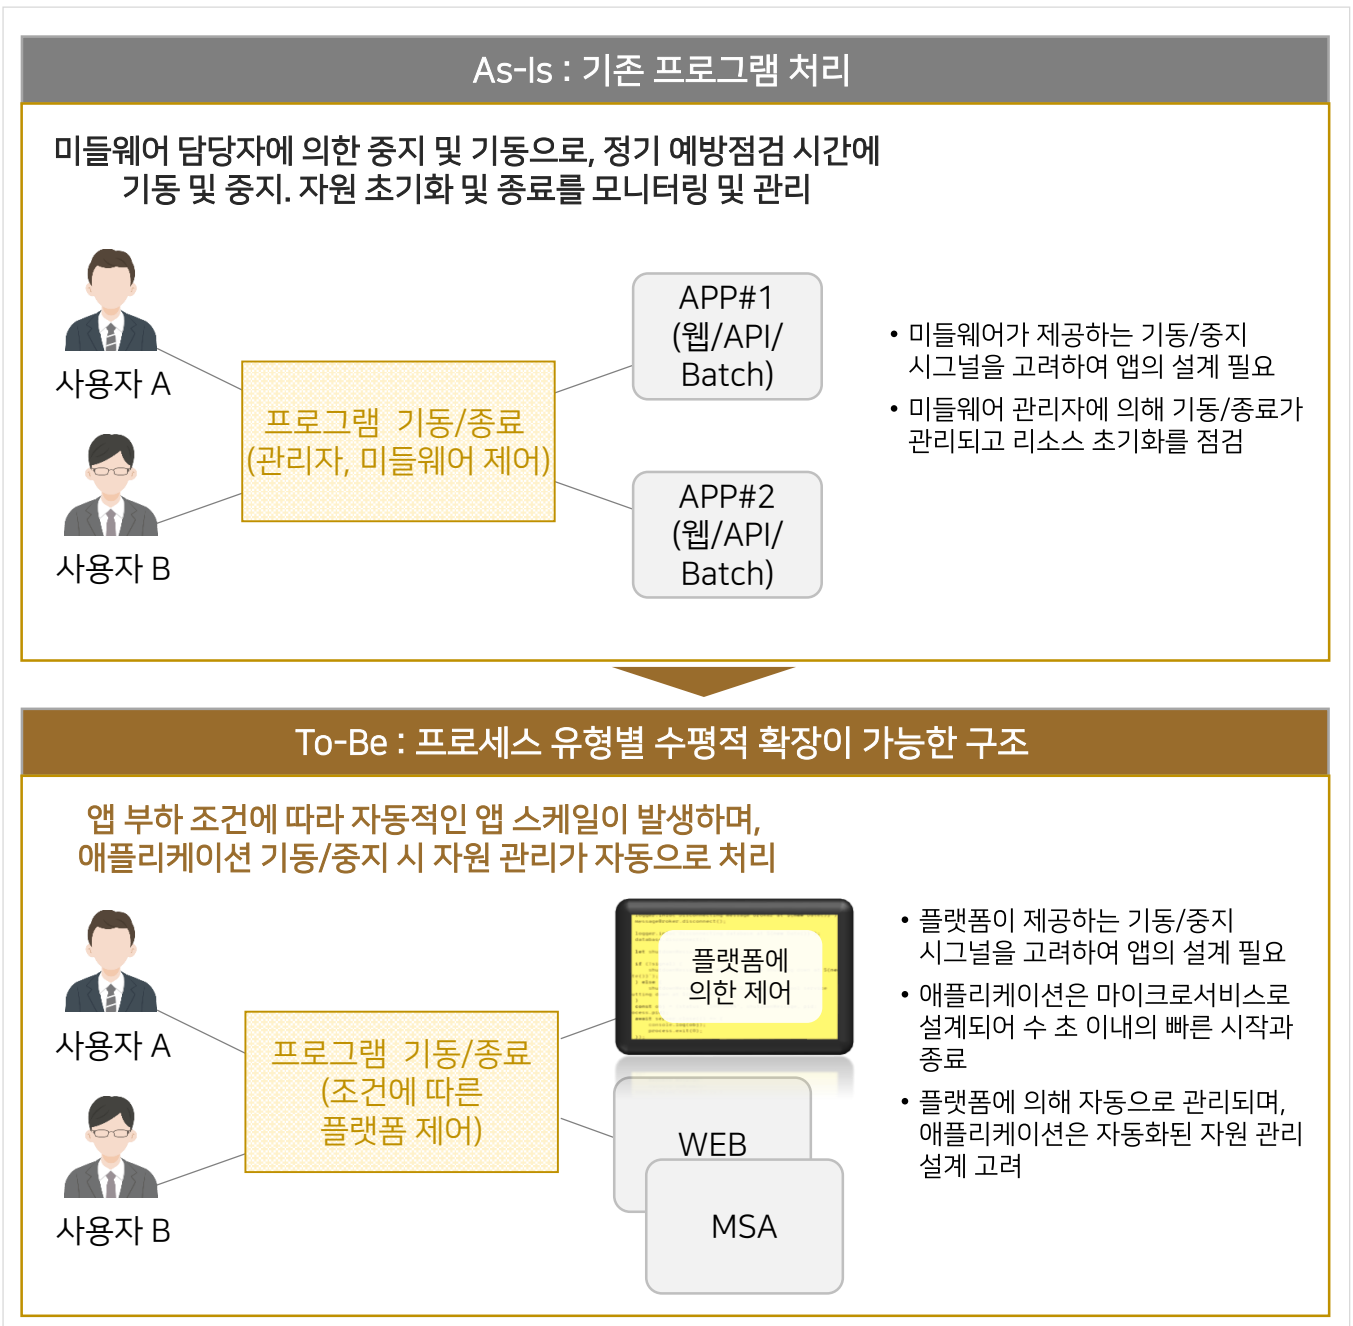 As-Is : 기존 프로그램 처리
미들웨어 담당자에 의한 중지 및 기동으로, 정기 예방점검 시간에
기동 및 중지. 자원 초기화 및 종료를 모니터링 및 관리
사용자 A
사용자 B
프로그램 기동/종료
(관리자, 미들웨어 제어)
APP#1
(웹/API/
Batch)
APP#2
(웹/API/
Batch)
• 미들웨어가 제공하는 기동/중지
시그널을 고려하여 앱의 설계 필요
• 미들웨어 관리자에 의해 기동/종료가
관리되고 리소스 초기화를 점검
To-Be : 프로세스 유형별 수평적 확장이 가능한 구조
앱 부하 조건에 따라 자동적인 앱 스케일이 발생하며,
애플리케이션 기동/중지 시 자원 관리가 자동으로 처리
사용자 A
사용자 B
프로그램 기동/종료
(조건에 따른
플랫폼 제어)
플랫폼에
의한 제어
WEB
MSA
• 플랫폼이 제공하는 기동/중지
시그널을 고려하여 앱의 설계 필요
• 애플리케이션은 마이크로서비스로
설계되어 수 초 이내의 빠른 시작과
종료
• 플랫폼에 의해 자동으로 관리되며,
애플리케이션은 자동화된 자원 관리
설계 고려